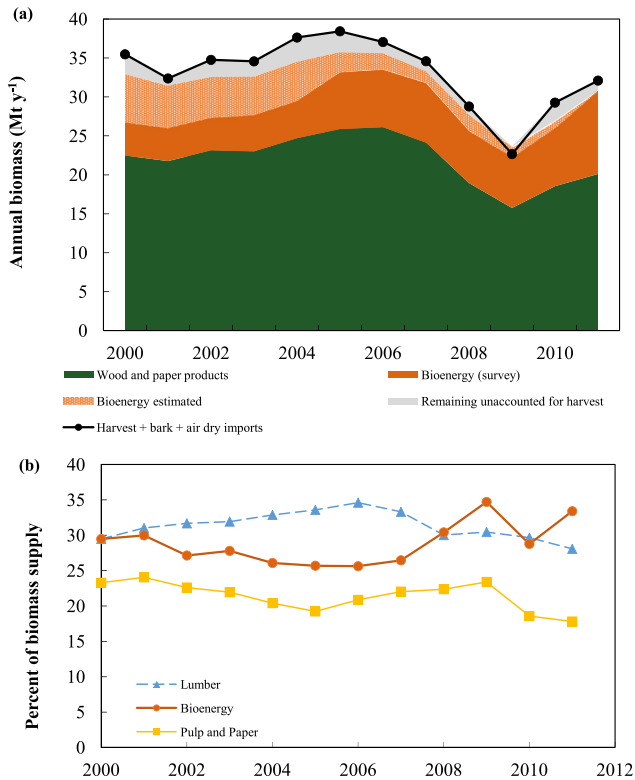 (a)
Annual biomass (Mt y⁻¹)
40
35
30
25
20
15
10
5
0
2000 2002 2004 2006 2008 2010
Wood and paper products Bioenergy (survey)
Bioenergy estimated Remaining unaccounted for harvest
Harvest + bark + air dry imports
(b)
Percent of biomass supply
40
35
30
25
20
15
10
5
0
Lumber
Bioenergy
Pulp and Paper
2000 2002 2004 2006 2008 2010 2012